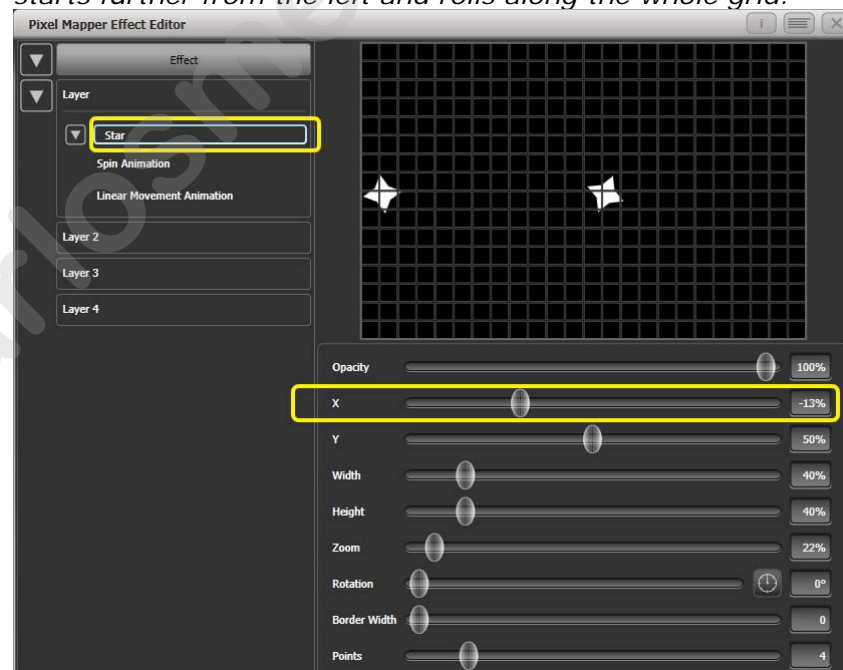 starts further from the left and rolls along the whole grid.
Pixel Mapper Effect Editor
i
Effect
Layer
Star
Spin Animation
Linear Movement Animation
Layer 2
Layer 3
Layer 4
Opacity 100%
X -13%
Y 50%
Width 40%
Height 40%
Zoom 22%
Rotation 0°
Border Width 0
Points 4